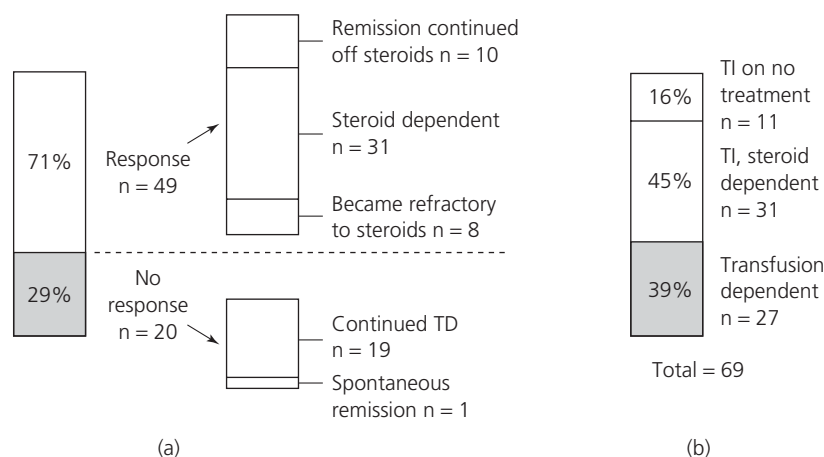 71%
29%
Response
n = 49
No
response
n = 20
Remission continued
off steroids n = 10
Steroid dependent
n = 31
Became refractory
to steroids n = 8
Continued TD
n = 19
Spontaneous
remission n = 1
(a)
16%
45%
39%
TI on no
treatment
n = 11
TI, steroid
dependent
n = 31
Transfusion
dependent
n = 27
Total = 69
(b)